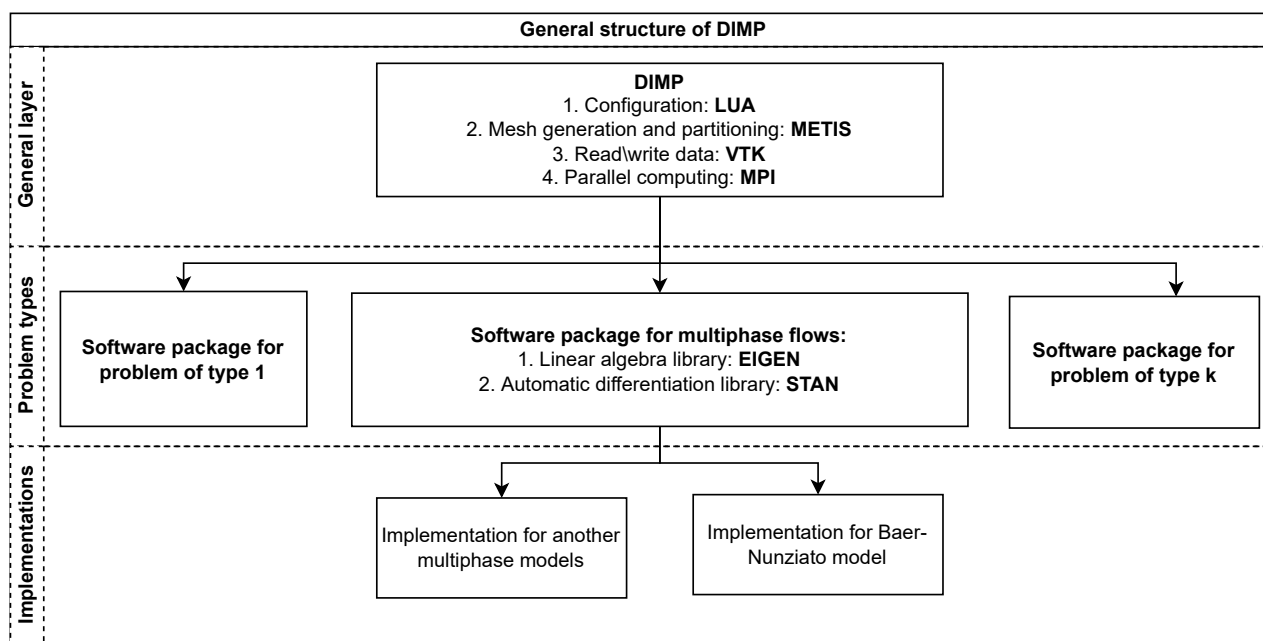 General structure of DIMP
General layer
DIMP
1. Configuration: LUA
2. Mesh generation and partitioning: METIS
3. Read\write data: VTK
4. Parallel computing: MPI
Problem types
Software package for
problem of type 1
Software package for multiphase flows:
1. Linear algebra library: EIGEN
2. Automatic differentiation library: STAN
Software package for
problem of type k
Implementations
Implementation for another
multiphase models
Implementation for Baer-
Nunziato model